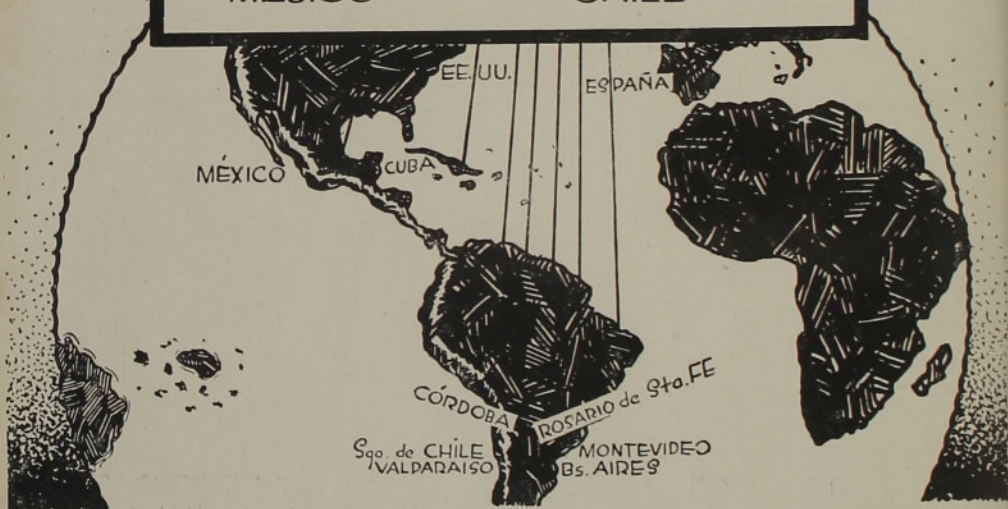 EE. UU.
ESPAÑA
MÉXICO
CUBA
CÓRDOBA
ROSARIO de Sta. FE
Sgo. de CHILE
VALPARAISO
MONTEVIDEO
Bs. AIRES